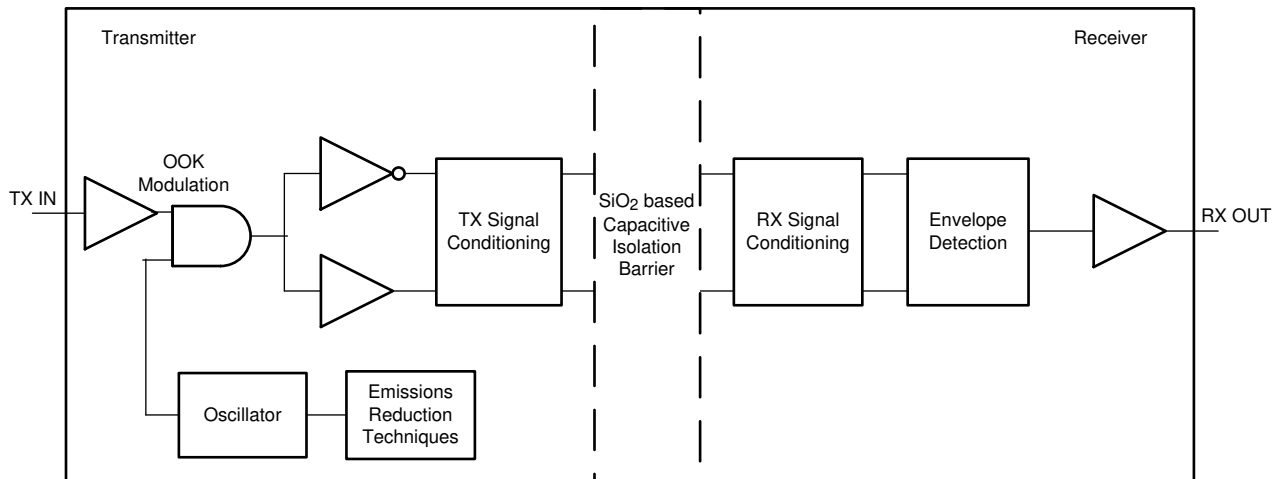 Transmitter
Receiver
OOK
Modulation
TX IN
TX Signal
Conditioning
SiO2 based
Capacitive
Isolation
Barrier
RX Signal
Conditioning
Envelope
Detection
RX OUT
Oscillator
Emissions
Reduction
Techniques